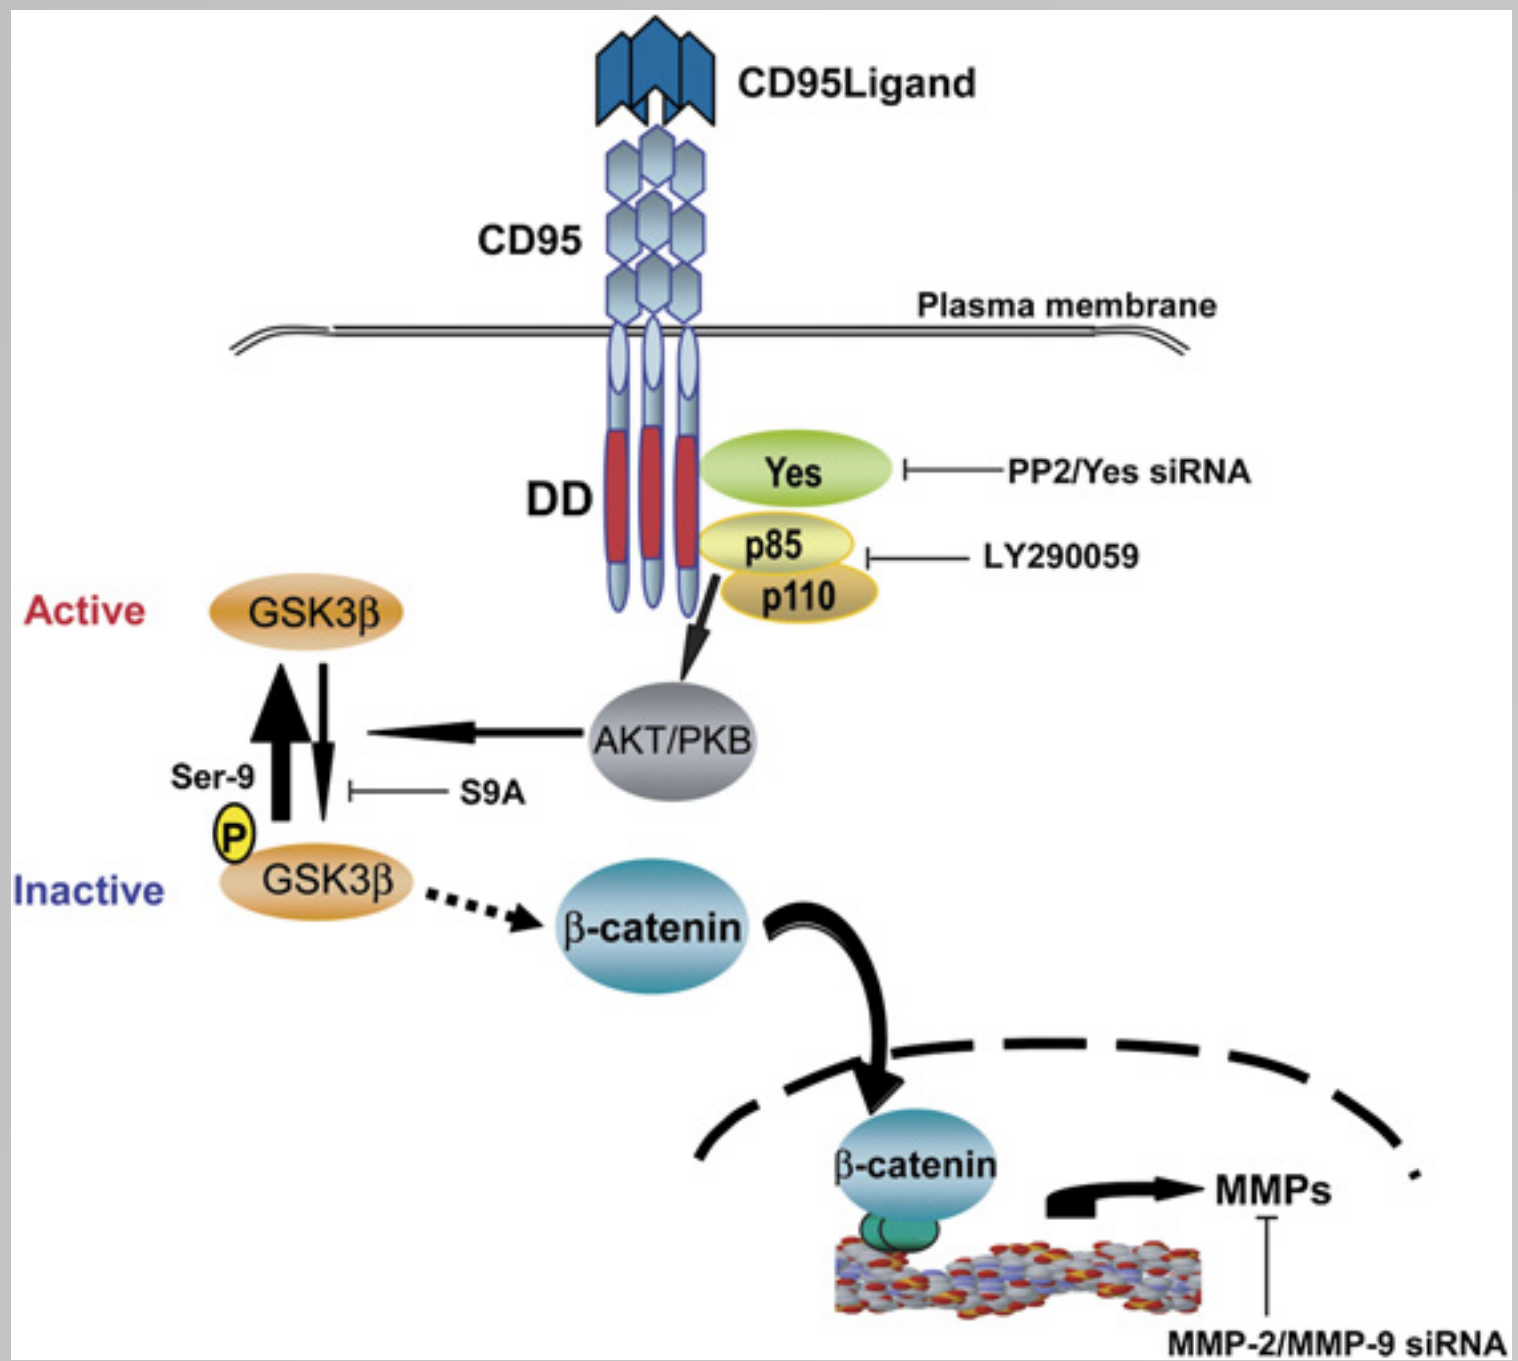 CD95Ligand
CD95
Plasma membrane
Yes
PP2/Yes siRNA
DD
p85
LY290059
p110
Active
GSK3β
AKT/PKB
Ser-9
S9A
P
Inactive
GSK3β
β-catenin
β-catenin
MMPs
MMP-2/MMP-9 siRNA